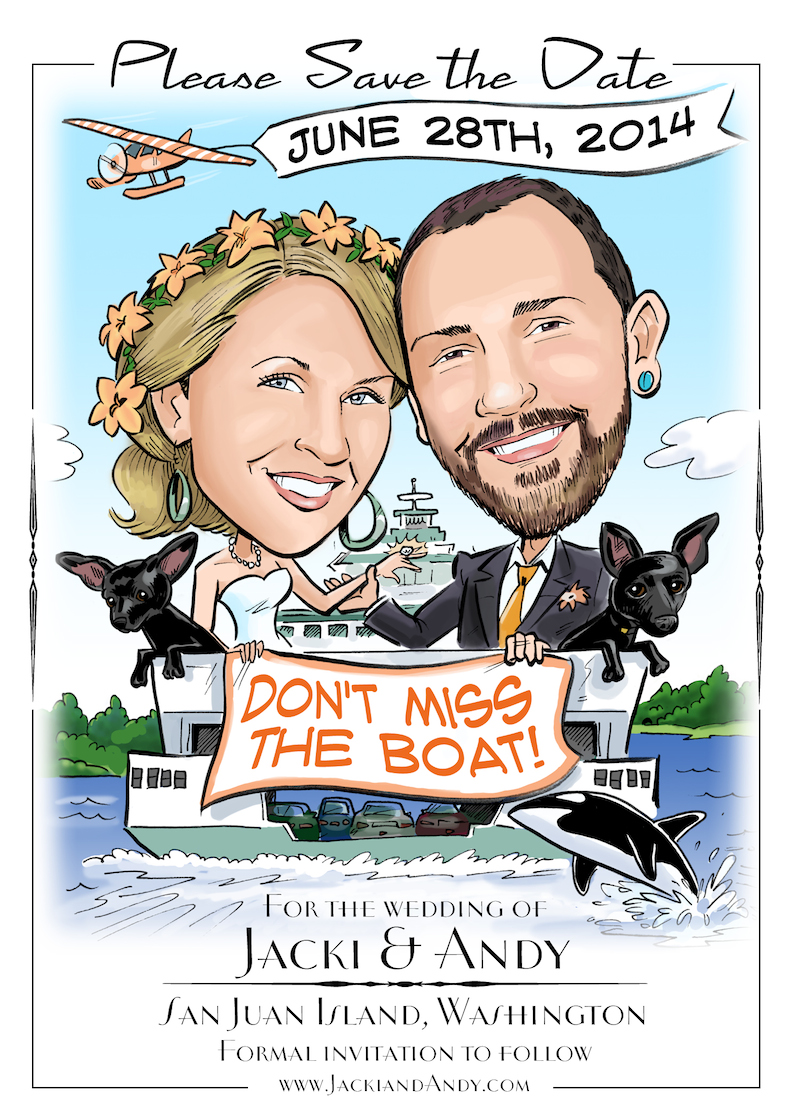 Please Save the Date
JUNE 28TH, 2014
DON'T MISS
THE BOAT!
For the wedding of
Jacki & Andy
San Juan Island, Washington
Formal invitation to follow
www.JackiandAndy.com